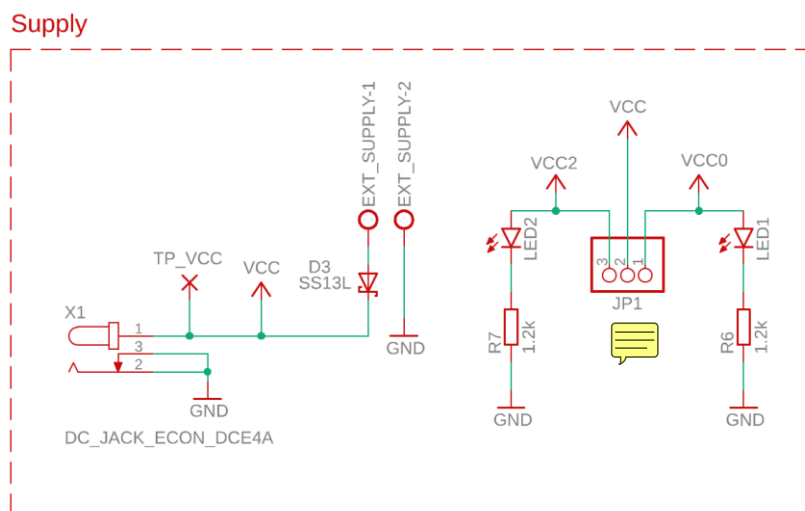 Supply
EXT_SUPPLY-1
EXT_SUPPLY-2
VCC
VCC2
VCC0
TP_VCC
VCC
D3
SS13L
LED2
LED1
3
2
1
JP1
X1
1
3
2
GND
GND
R7
1.2k
R6
1.2k
GND
GND
DC_JACK_ECON_DCE4A